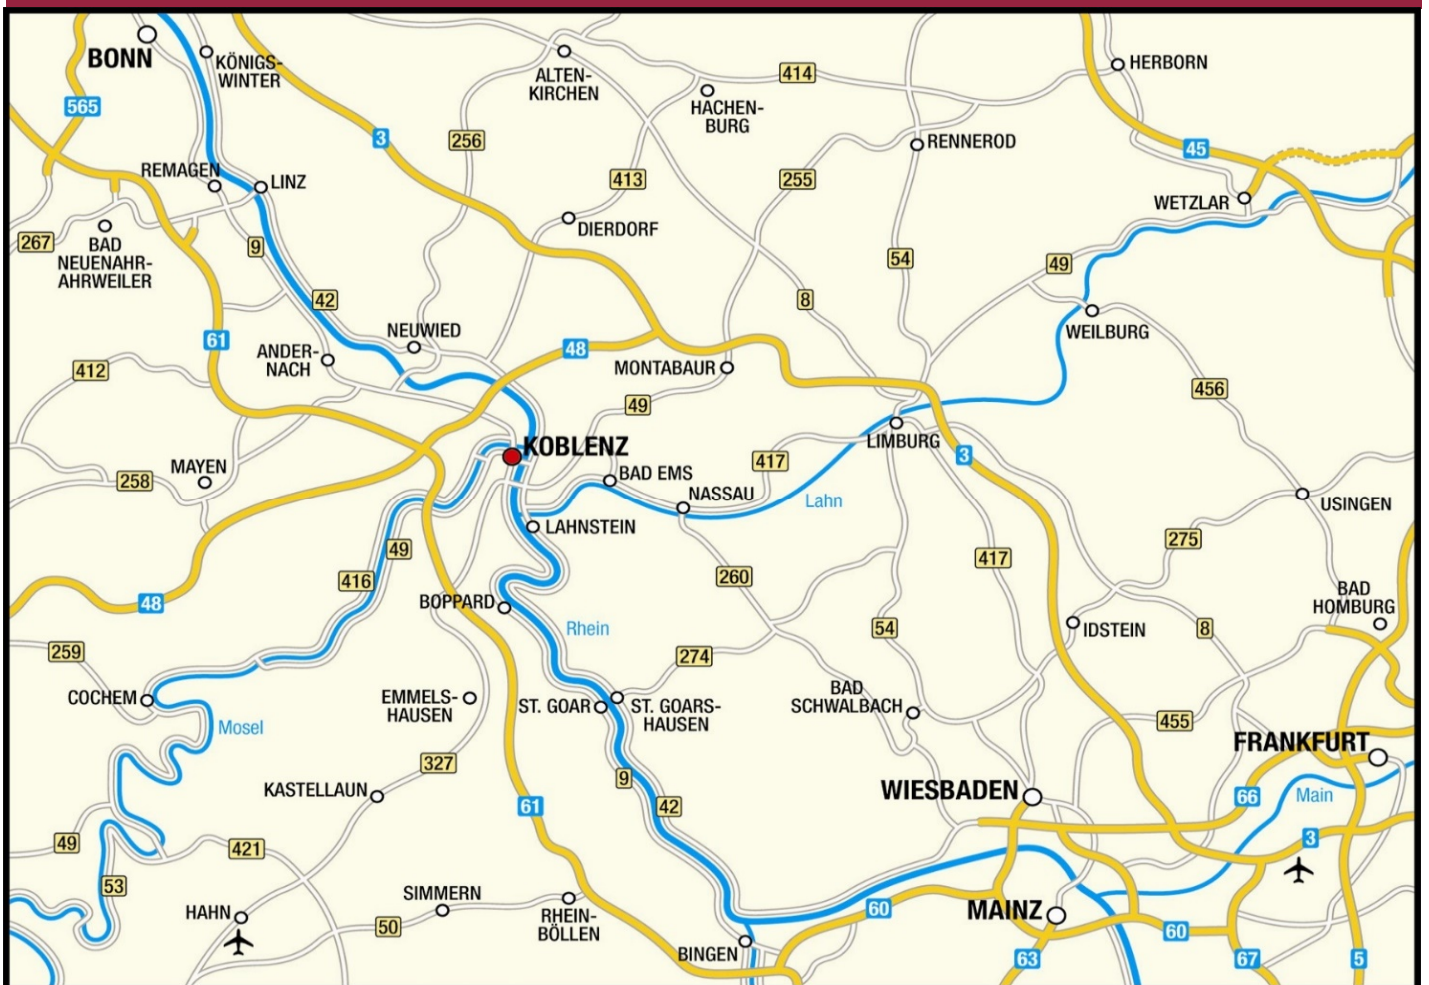 BONN
KÖNIGS-
WINTER
ALTEN-
KIRCHEN
414
HERBORN
HACHEN-
BURG
565
3
256
RENNEROD
45
REMAGEN
LINZ
413
255
WETZLAR
DIERDORF
267
BAD
NEUENAHR-
AHRWEILER
9
54
49
42
8
WEILBURG
61
NEUWIED
ANDER-
NACH
48
MONTABAUR
412
49
456
KOBLENZ
LIMBURG
3
MAYEN
258
BAD EMS
417
NASSAU
Lahn
USINGEN
LAHNSTEIN
49
416
275
417
260
48
BOPPARD
BAD
HOMBURG
Rhein
54
IDSTEIN
8
259
274
COCHEM
EMMELS-
HAUSEN
ST. GOAR
ST. GOARS-
HAUSEN
BAD
SCHWALBACH
Mosel
455
FRANKFURT
327
9
KASTELLAUN
WIESBADEN
66
Main
61
42
49
421
3
53
SIMMERN
HAHN
50
RHEIN-
BÖLLEN
60
MAINZ
60
BINGEN
63
67
5